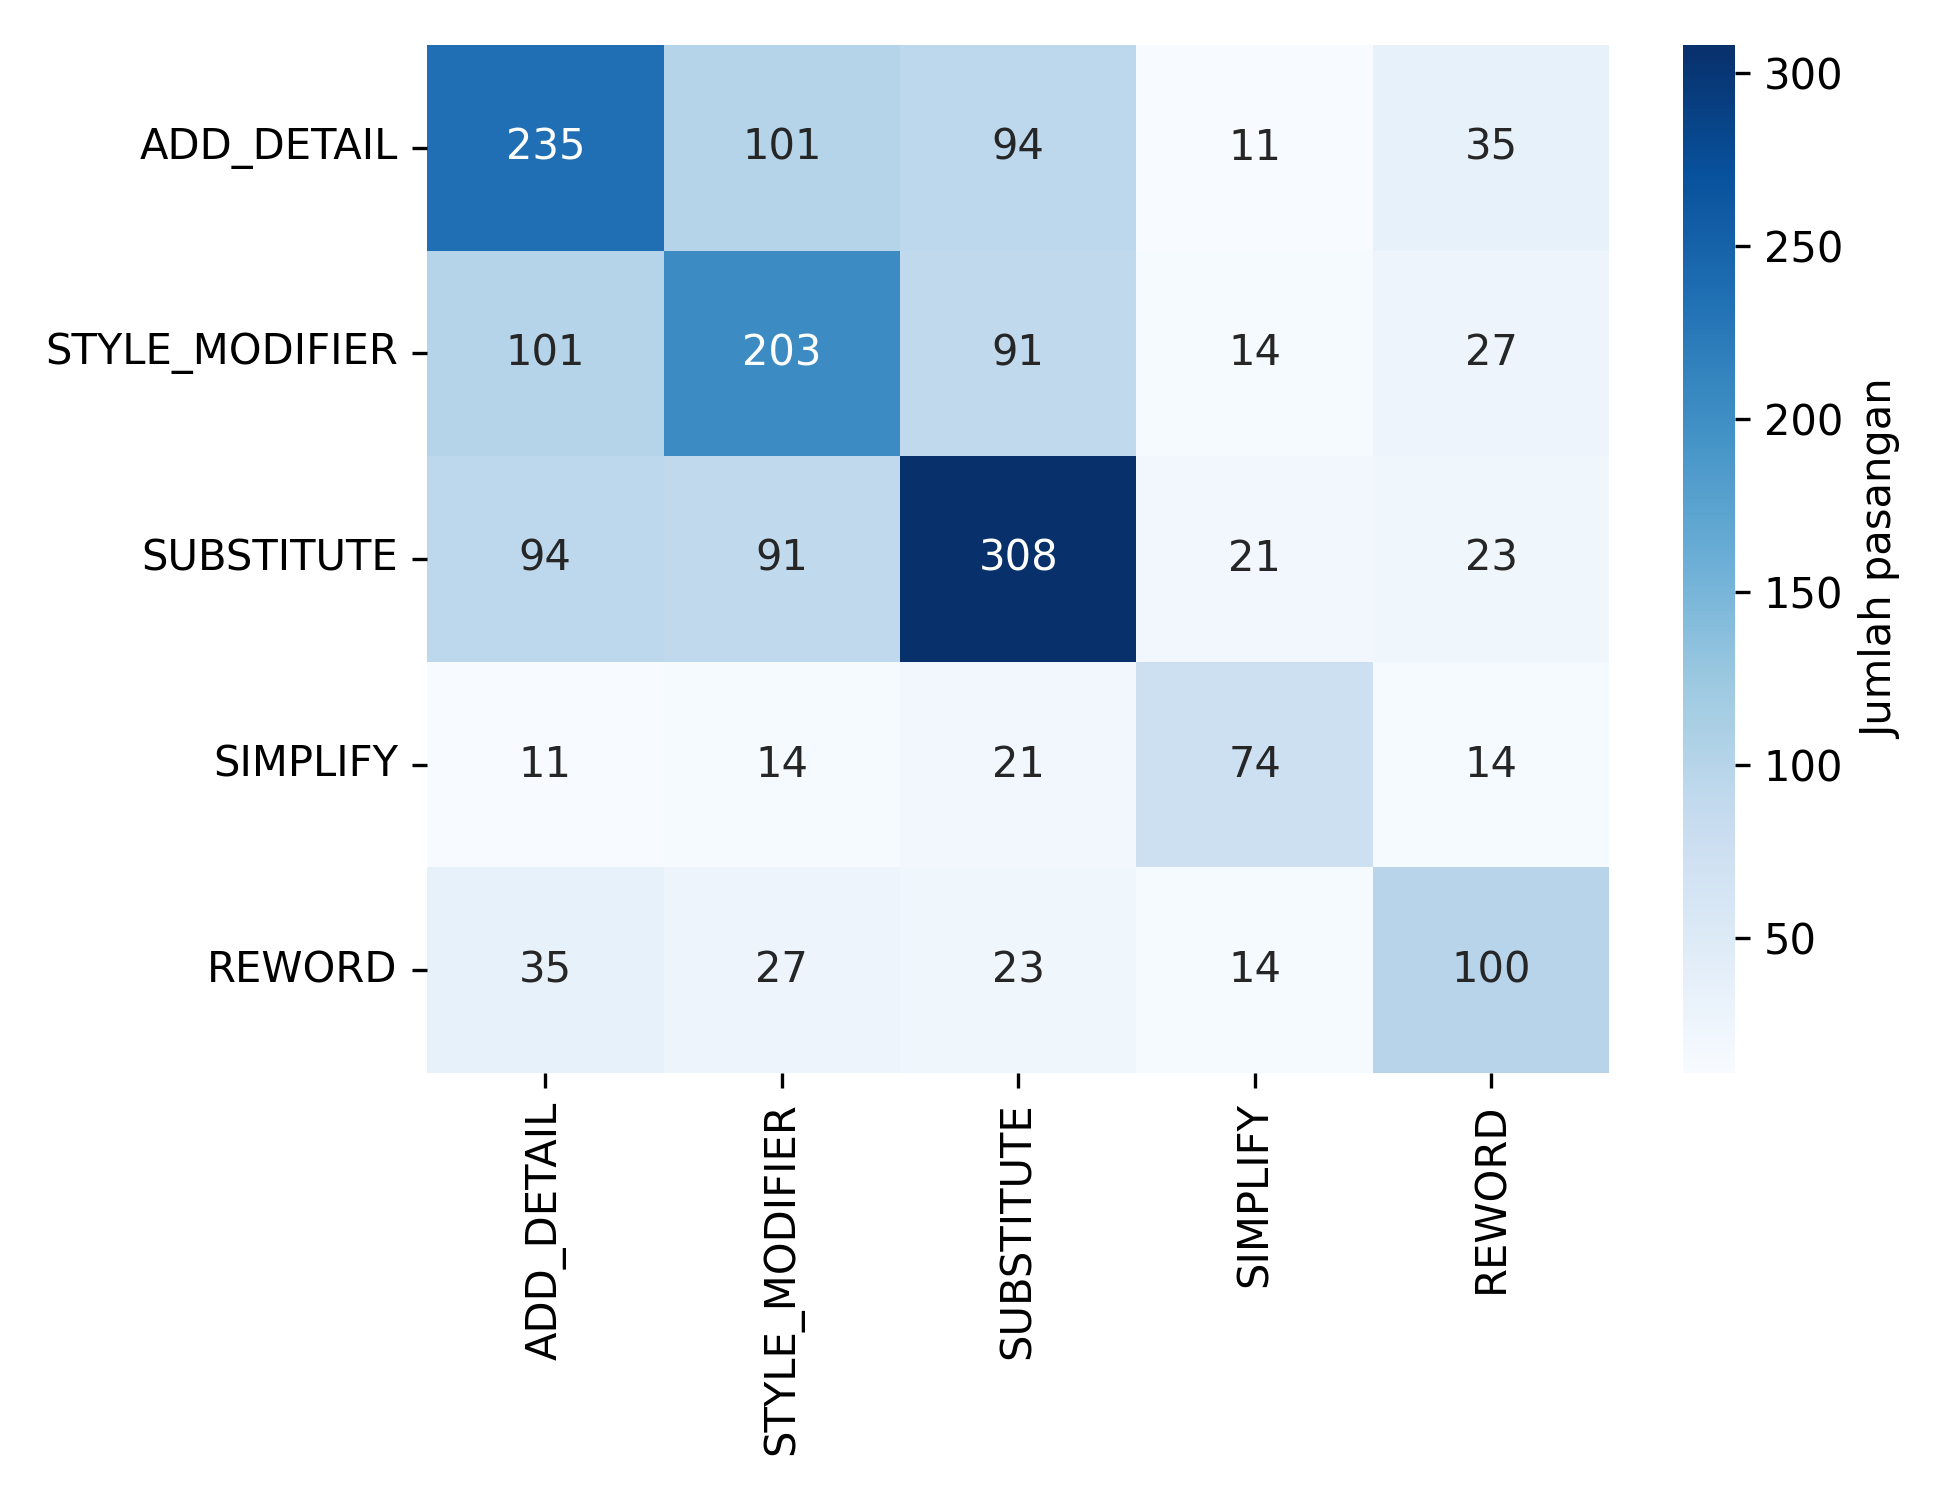 ADD_DETAIL 235 101 94 11 35
STYLE_MODIFIER 101 203 91 14 27
SUBSTITUTE 94 91 308 21 23
SIMPLIFY 11 14 21 74 14
REWORD 35 27 23 14 100
ADD_DETAIL
STYLE_MODIFIER
SUBSTITUTE
SIMPLIFY
REWORD
300
250
200
150
100
50
Jumlah pasangan